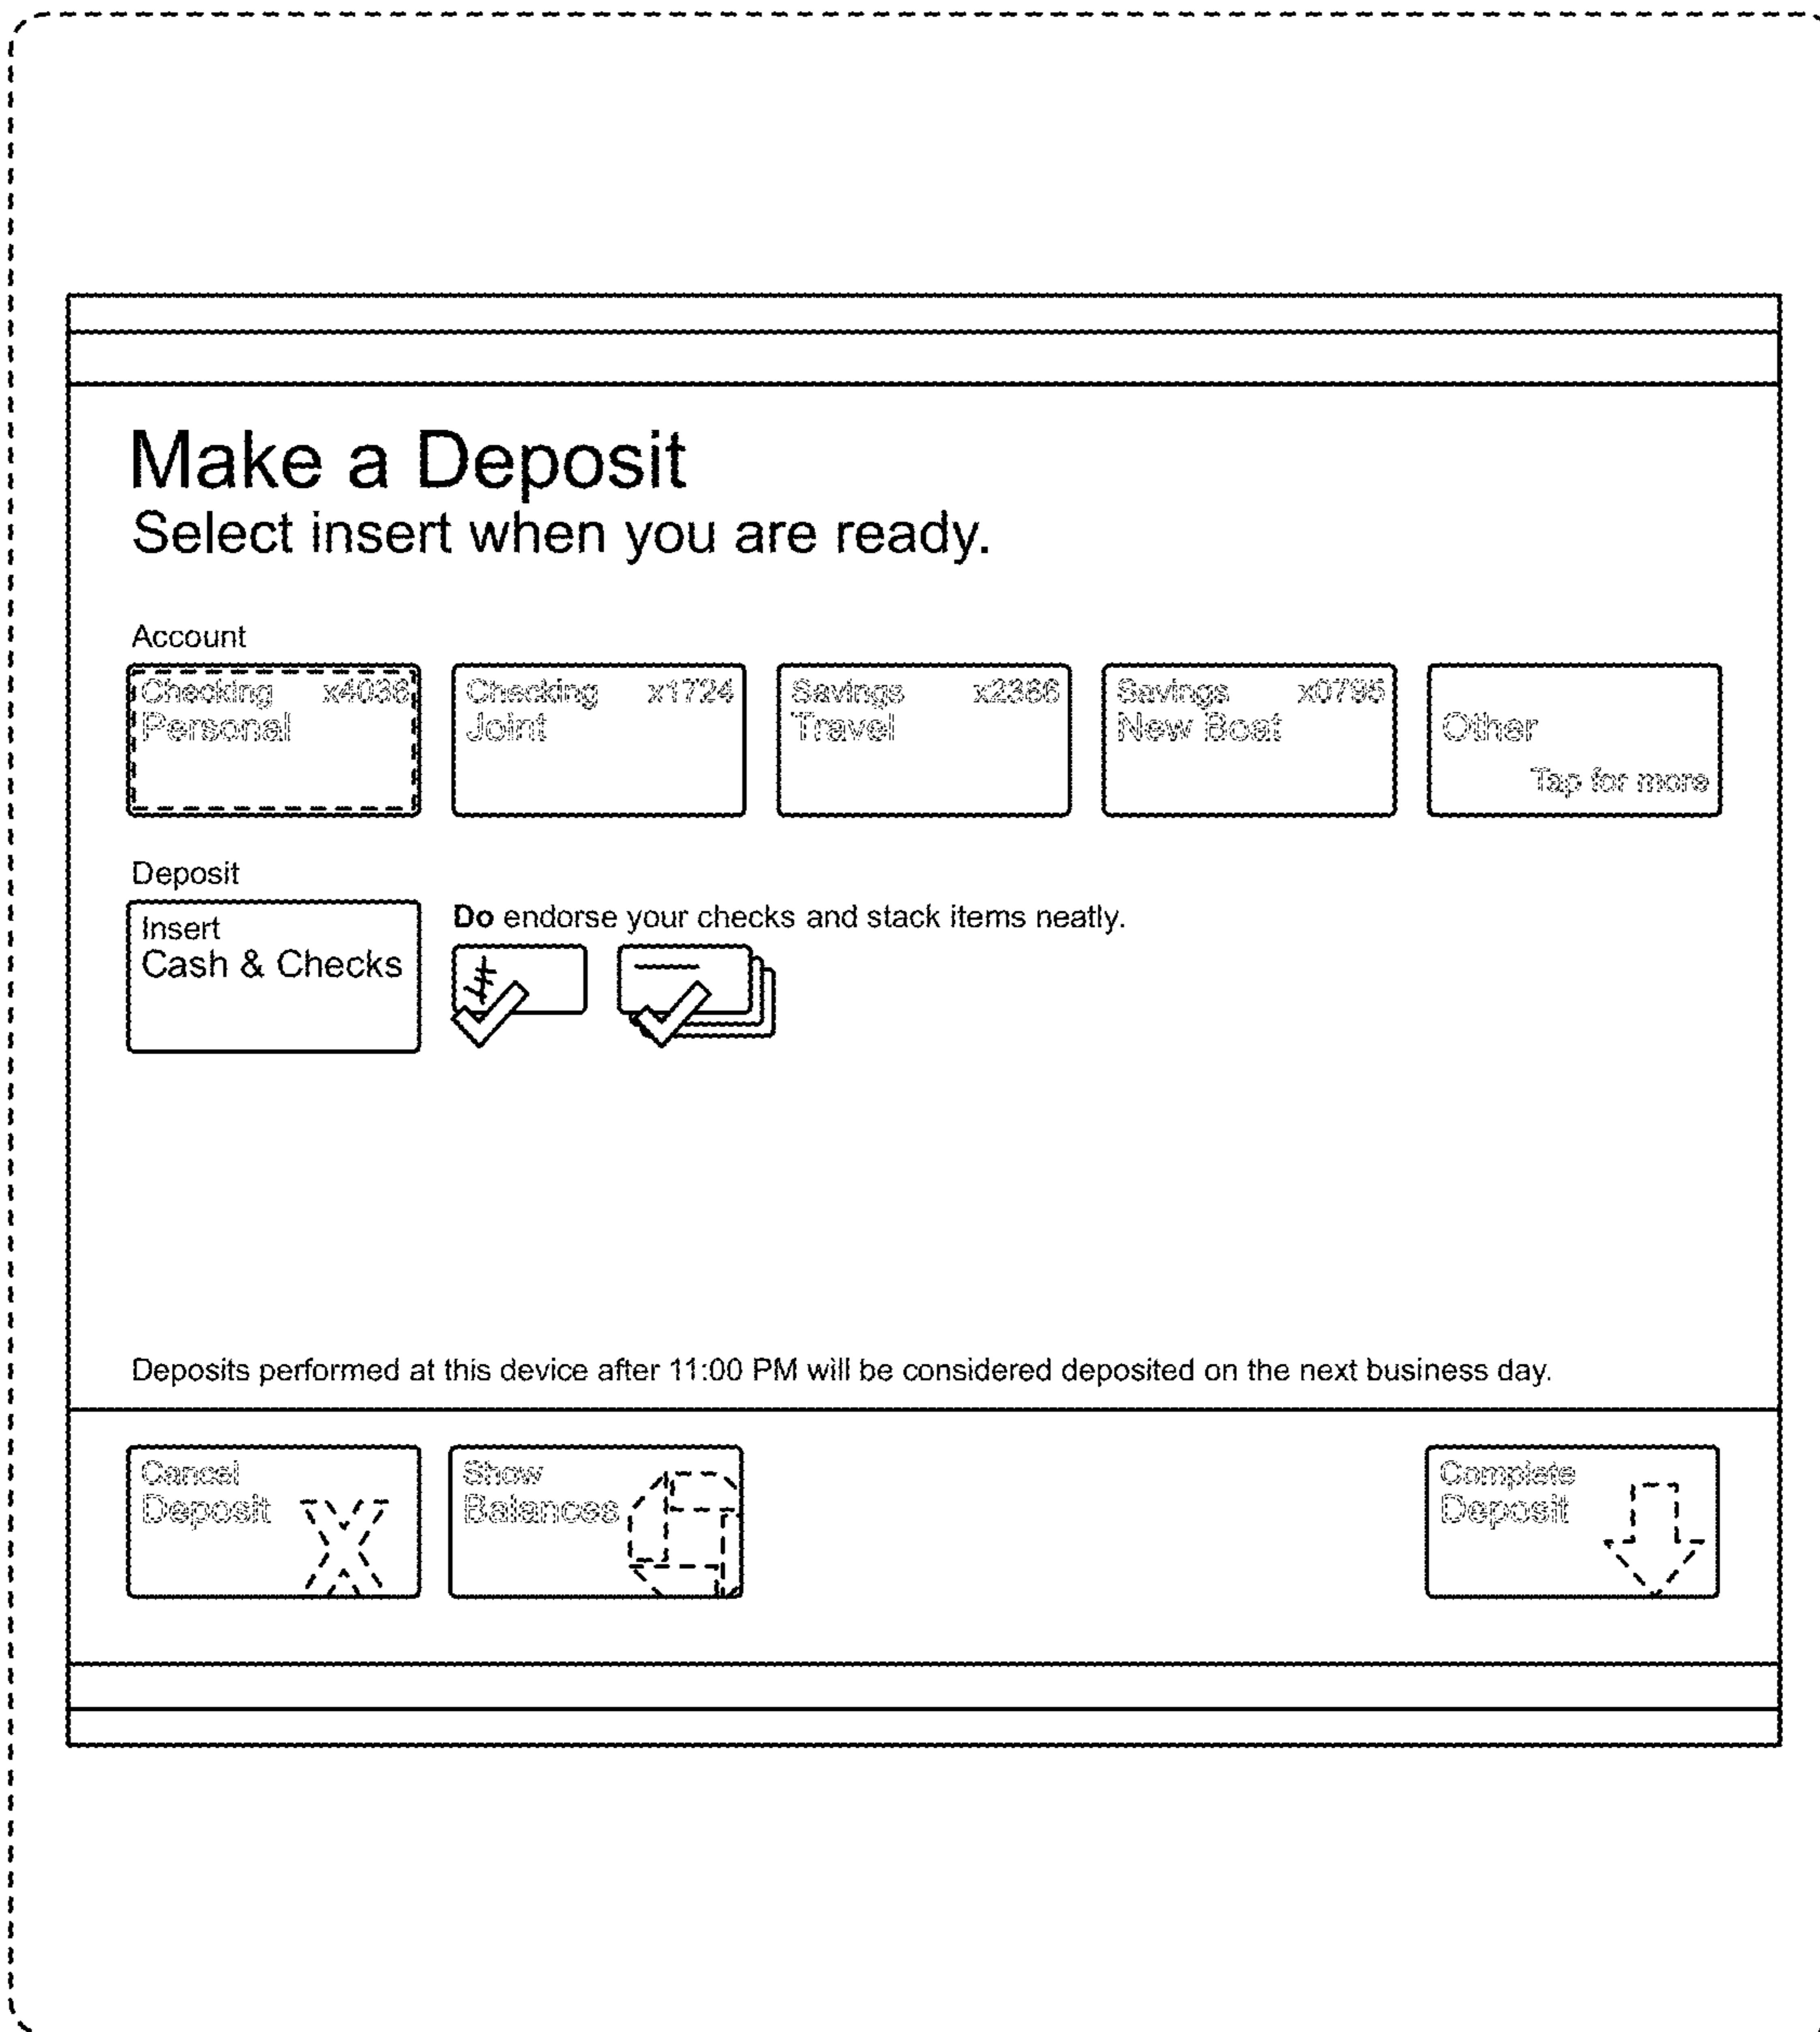 Make a Deposit
Select insert when you are ready.
Account
Checking x4036
Personal
Checking x1724
Joint
Savings x2366
Travel
Savings x0795
New Boat
Other
Tap for more
Deposit
Insert
Cash & Checks
Do endorse your checks and stack items neatly.
Deposits performed at this device after 11:00 PM will be considered deposited on the next business day.
Cancel
Deposit
Show
Balances
Complete
Deposit